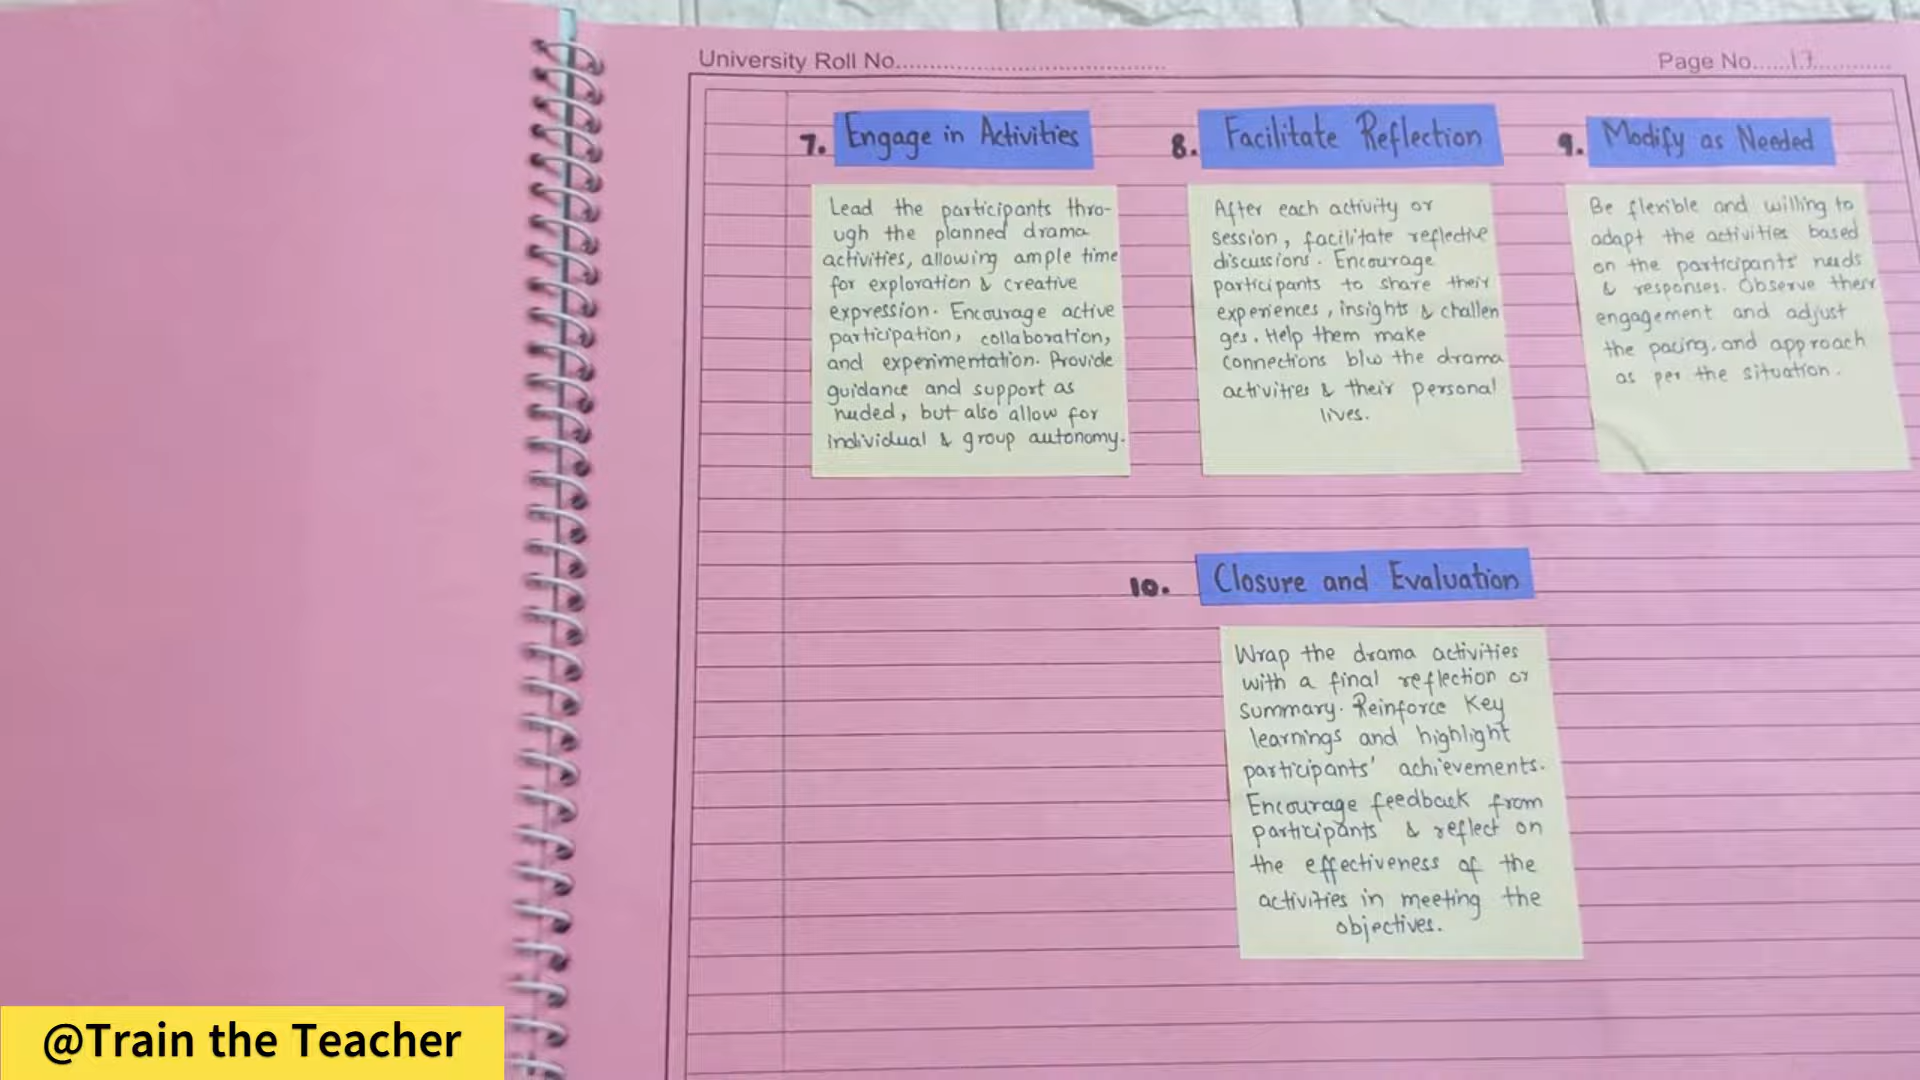 University Roll No.......................................
Page No......17............
7. Engage in Activities
Lead the participants thro-
ugh the planned drama
activities, allowing ample time
for exploration & creative
expression. Encourage active
participation, collaboration,
and experimentation. Provide
guidance and support as
needed, but also allow for
individual & group autonomy.
8. Facilitate Reflection
After each activity or
session, facilitate reflective
discussions. Encourage
participants to share their
experiences, insights & challen
ges. Help them make
connections b/w the drama
activities & their personal
lives.
9. Modify as Needed
Be flexible and willing to
adapt the activities based
on the participants' needs
& responses. Observe their
engagement and adjust
the pacing, and approach
as per the situation.
10. Closure and Evaluation
Wrap the drama activities
with a final reflection or
summary. Reinforce Key
learnings and highlight
participants' achievements.
Encourage feedback from
participants & reflect on
the effectiveness of the
activities in meeting the
objectives.
@Train the Teacher